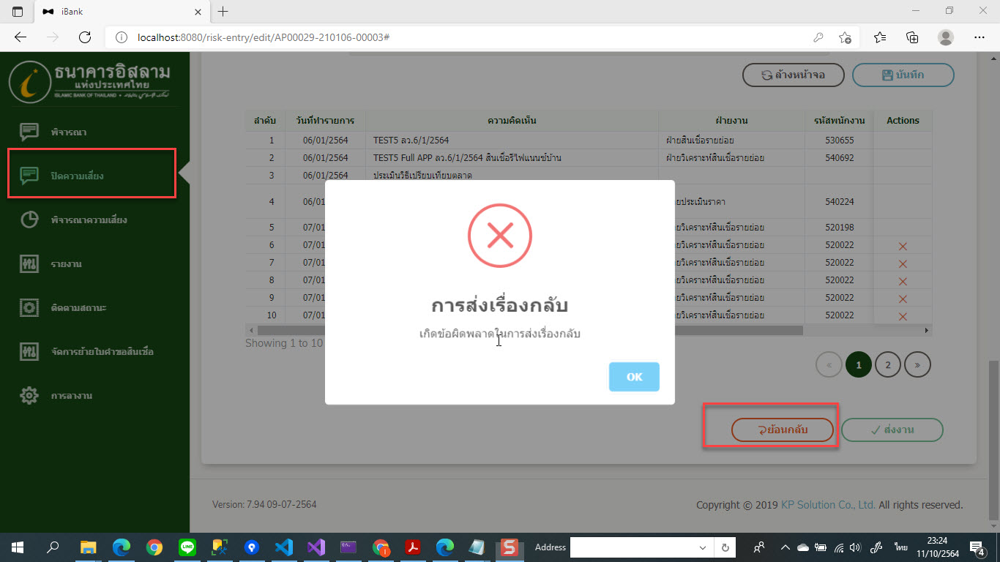 iBank
localhost:8080/risk-entry/edit/AP00029-210106-00003#
ธนาคารอิสลาม
แห่งประเทศไทย
ISLAMIC BANK OF THAILAND
พิจารณา
ปิดความเสี่ยง
พิจารณาความเสี่ยง
รายงาน
ติดตามสถานะ
จัดการย้ายใบคำขอสินเชื่อ
การลางาน
ล้างหน้าจอ บันทึก
ลำดับ วันที่ทำรายการ ความคิดเห็น ฝ่ายงาน รหัสพนักงาน Actions
1 06/01/2564 TEST5 ลว.6/1/2564 ฝ่ายสินเชื่อรายย่อย 530655
2 06/01/2564 TEST5 Full APP ลว.6/1/2564 สินเชื่อรีไฟแนนซ์บ้าน ฝ่ายวิเคราะห์สินเชื่อรายย่อย 540692
3 06/01/2564 ประเมินวิธีเปรียบเทียบตลาด
4 06/01 ยประเมินราคา 540224
5 07/01 ยวิเคราะห์สินเชื่อรายย่อย 520198
6 07/01 ยวิเคราะห์สินเชื่อรายย่อย 520022
7 07/01 ยวิเคราะห์สินเชื่อรายย่อย 520022
8 07/01 ยวิเคราะห์สินเชื่อรายย่อย 520022
9 07/01 ยวิเคราะห์สินเชื่อรายย่อย 520022
10 07/01 ยวิเคราะห์สินเชื่อรายย่อย 520022
Showing 1 to 10
« 1 2 »
การส่งเรื่องกลับ
เกิดข้อผิดพลาดในการส่งเรื่องกลับ
OK
ย้อนกลับ ส่งงาน
Version: 7.94 09-07-2564
Copyright © 2019 KP Solution Co., Ltd. All rights reserved.
Address
ไทย
23:24
11/10/2564
4